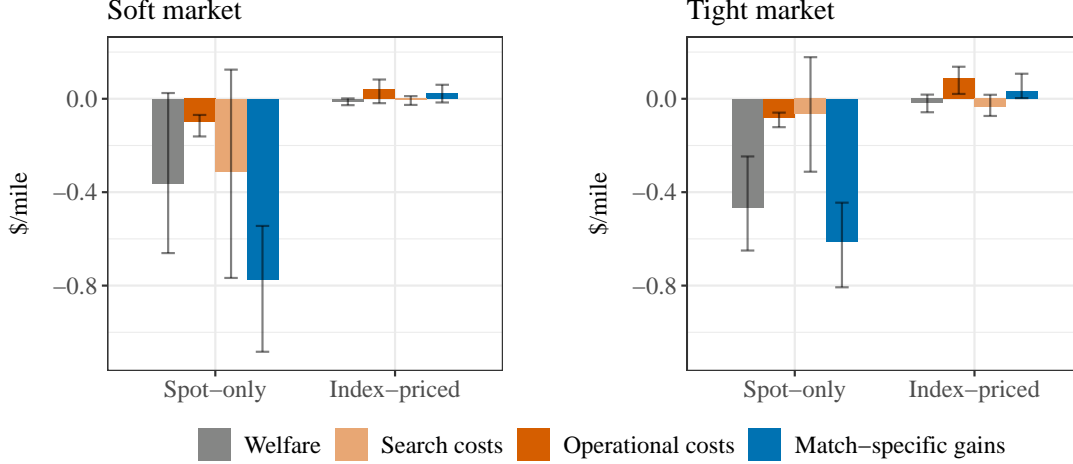 Soft market
Tight market
$/mile
0.0
−0.4
−0.8
Spot−only
Index−priced
$/mile
0.0
−0.4
−0.8
Spot−only
Index−priced
Welfare
Search costs
Operational costs
Match−specific gains